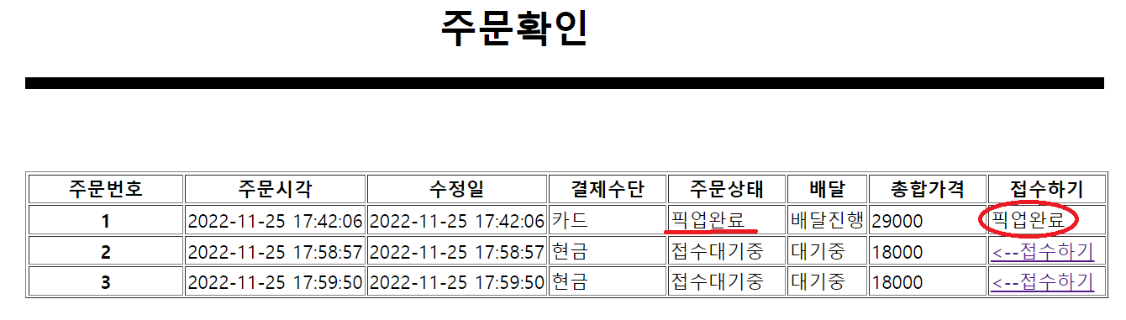 주문확인
주문번호 주문시각 수정일 결제수단 주문상태 배달 총합가격 접수하기
1 2022-11-25 17:42:06 2022-11-25 17:42:06 카드 픽업완료 배달진행 29000 픽업완료
2 2022-11-25 17:58:57 2022-11-25 17:58:57 현금 접수대기중 대기중 18000 <--접수하기
3 2022-11-25 17:59:50 2022-11-25 17:59:50 현금 접수대기중 대기중 18000 <--접수하기